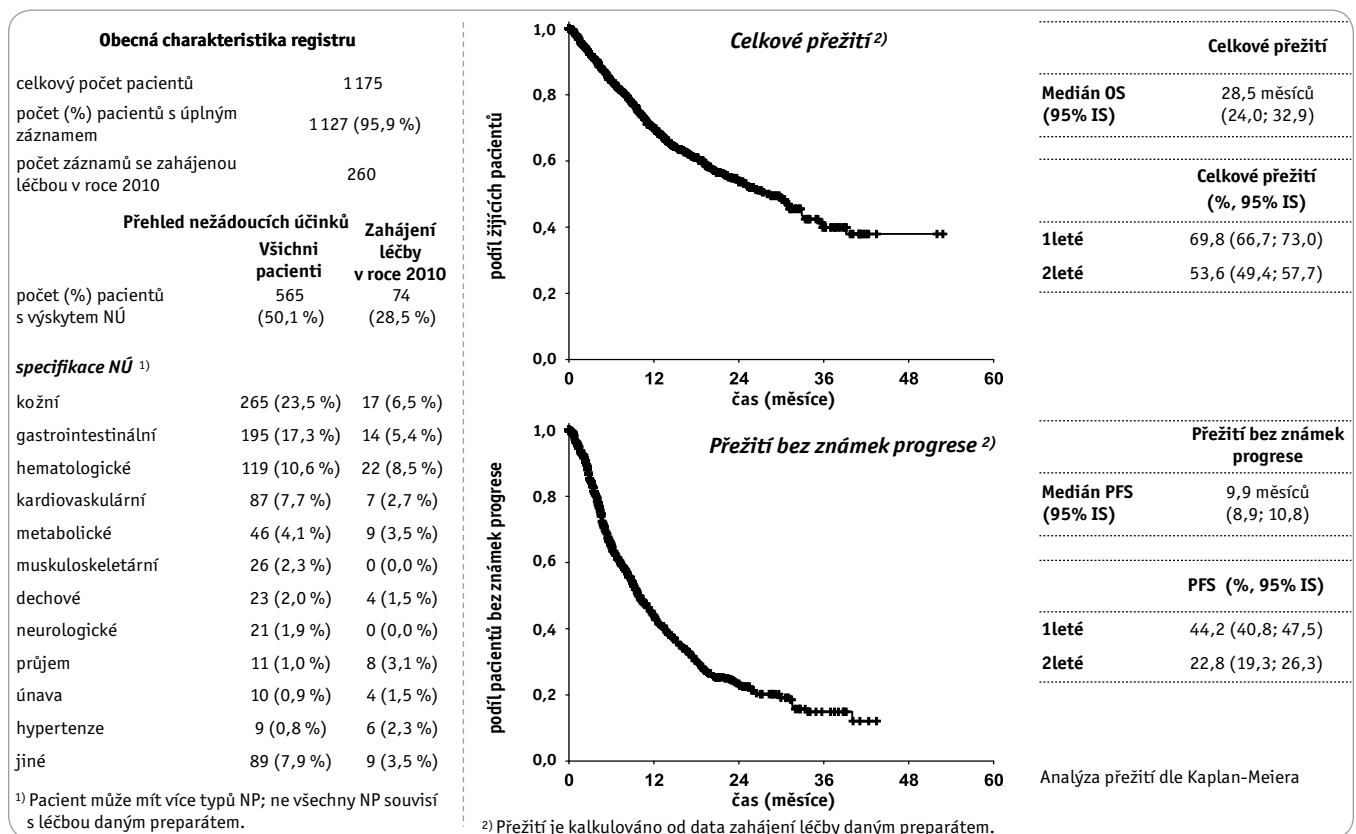 Obecná charakteristika registru
celkový počet pacientů 1 175
počet (%) pacientů s úplným
záznamem 1 127 (95,9 %)
počet záznamů se zahájenou
léčbou v roce 2010 260
Přehled nežádoucích účinků
Všichni
pacienti
Zahájení
léčby
v roce 2010
počet (%) pacientů 565 74
s výskytem NÚ (50,1 %) (28,5 %)
specifikace NÚ 1)
kožní 265 (23,5 %) 17 (6,5 %)
gastrointestinální 195 (17,3 %) 14 (5,4 %)
hematologické 119 (10,6 %) 22 (8,5 %)
kardiovaskulární 87 (7,7 %) 7 (2,7 %)
metabolické 46 (4,1 %) 9 (3,5 %)
muskuloskeletární 26 (2,3 %) 0 (0,0 %)
dechové 23 (2,0 %) 4 (1,5 %)
neurologické 21 (1,9 %) 0 (0,0 %)
průjem 11 (1,0 %) 8 (3,1 %)
únava 10 (0,9 %) 4 (1,5 %)
hypertenze 9 (0,8 %) 6 (2,3 %)
jiné 89 (7,9 %) 9 (3,5 %)
1) Pacient může mít více typů NP; ne všechny NP souvisí
s léčbou daným preparátem.
Celkové přežití 2)
podíl žijících pacientů
1,0
0,8
0,6
0,4
0,2
0,0
0 12 24 36 48 60
čas (měsíce)
Přežití bez známek progrese 2)
podíl pacientů bez známek progrese
1,0
0,8
0,6
0,4
0,2
0,0
0 12 24 36 48 60
čas (měsíce)
2) Přežití je kalkulováno od data zahájení léčby daným preparátem.
Celkové přežití
Medián OS 28,5 měsíců
(95% IS) (24,0; 32,9)
Celkové přežití
(%, 95% IS)
1leté 69,8 (66,7; 73,0)
2leté 53,6 (49,4; 57,7)
Přežití bez známek
progrese
Medián PFS 9,9 měsíců
(95% IS) (8,9; 10,8)
PFS (%, 95% IS)
1leté 44,2 (40,8; 47,5)
2leté 22,8 (19,3; 26,3)
Analýza přežití dle Kaplan-Meiera